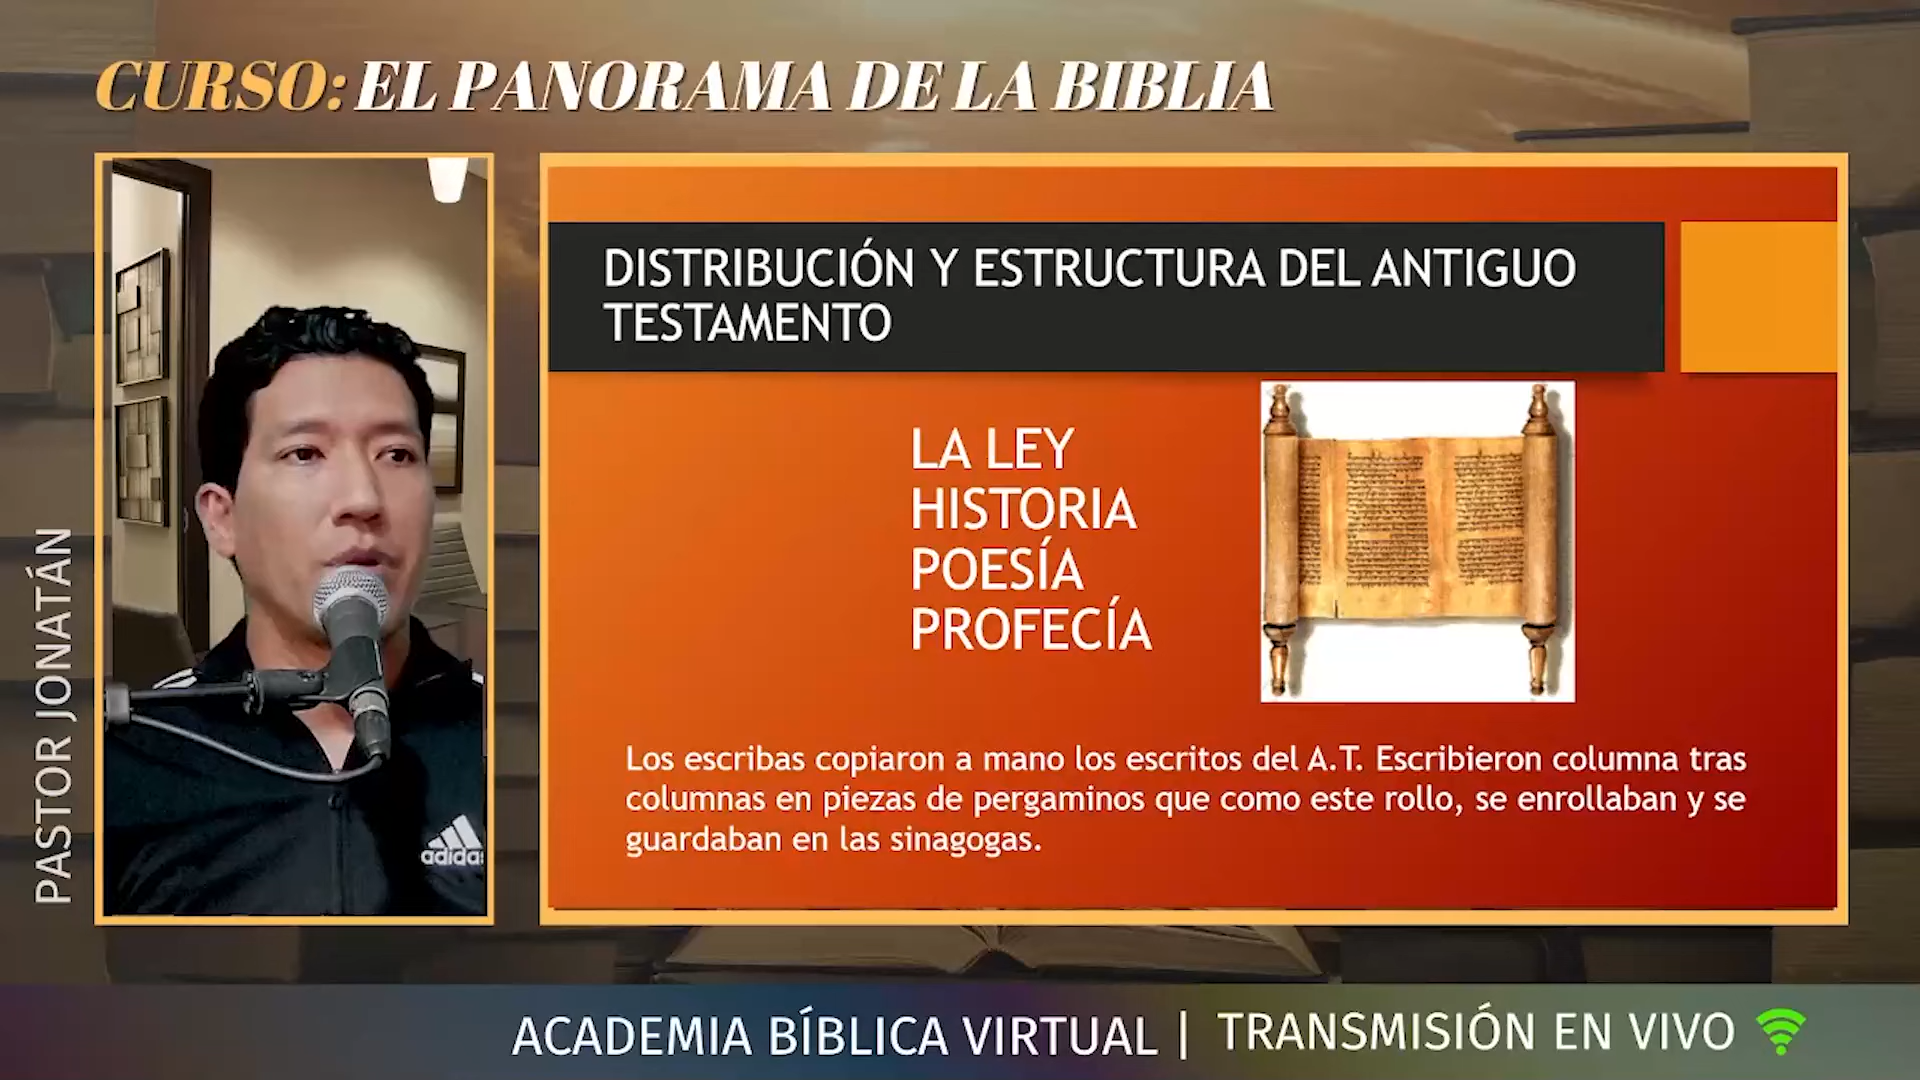 CURSO: EL PANORAMA DE LA BIBLIA
PASTOR JONATÁN
adidas
DISTRIBUCIÓN Y ESTRUCTURA DEL ANTIGUO
TESTAMENTO
LA LEY
HISTORIA
POESÍA
PROFECÍA
Los escribas copiaron a mano los escritos del A.T. Escribieron columna tras
columnas en piezas de pergaminos que como este rollo, se enrollaban y se
guardaban en las sinagogas.
ACADEMIA BÍBLICA VIRTUAL | TRANSMISIÓN EN VIVO